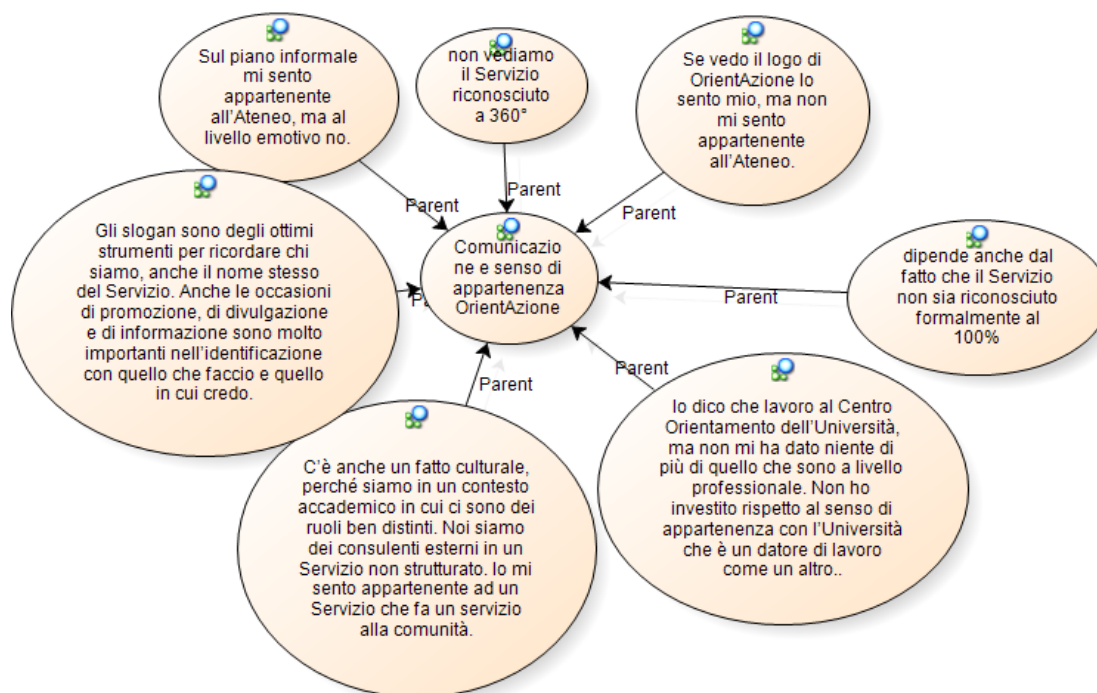 Sul piano informale
mi sento
appartenente
all'Ateneo, ma al
livello emotivo no.
non vediamo
il Servizio
riconosciuto
a 360°
Se vedo il logo di
OrientAzione lo
sento mio, ma non
mi sento
appartenente
all'Ateneo.
Parent
Parent
Parent
Gli slogan sono degli ottimi
strumenti per ricordare chi
siamo, anche il nome stesso
del Servizio. Anche le occasioni
di promozione, di divulgazione
e di informazione sono molto
importanti nell'identificazione
con quello che faccio e quello
in cui credo.
Comunicazio
ne e senso di
appartenenza
OrientAzione
dipende anche dal
fatto che il Servizio
non sia riconosciuto
formalmente al
100%
Parent
Parent
Parent
C'è anche un fatto culturale,
perché siamo in un contesto
accademico in cui ci sono dei
ruoli ben distinti. Noi siamo
dei consulenti esterni in un
Servizio non strutturato. Io mi
sento appartenente ad un
Servizio che fa un servizio
alla comunità.
Io dico che lavoro al Centro
Orientamento dell'Università,
ma non mi ha dato niente di
più di quello che sono a livello
professionale. Non ho
investito rispetto al senso di
appartenenza con l'Università
che è un datore di lavoro
come un altro..